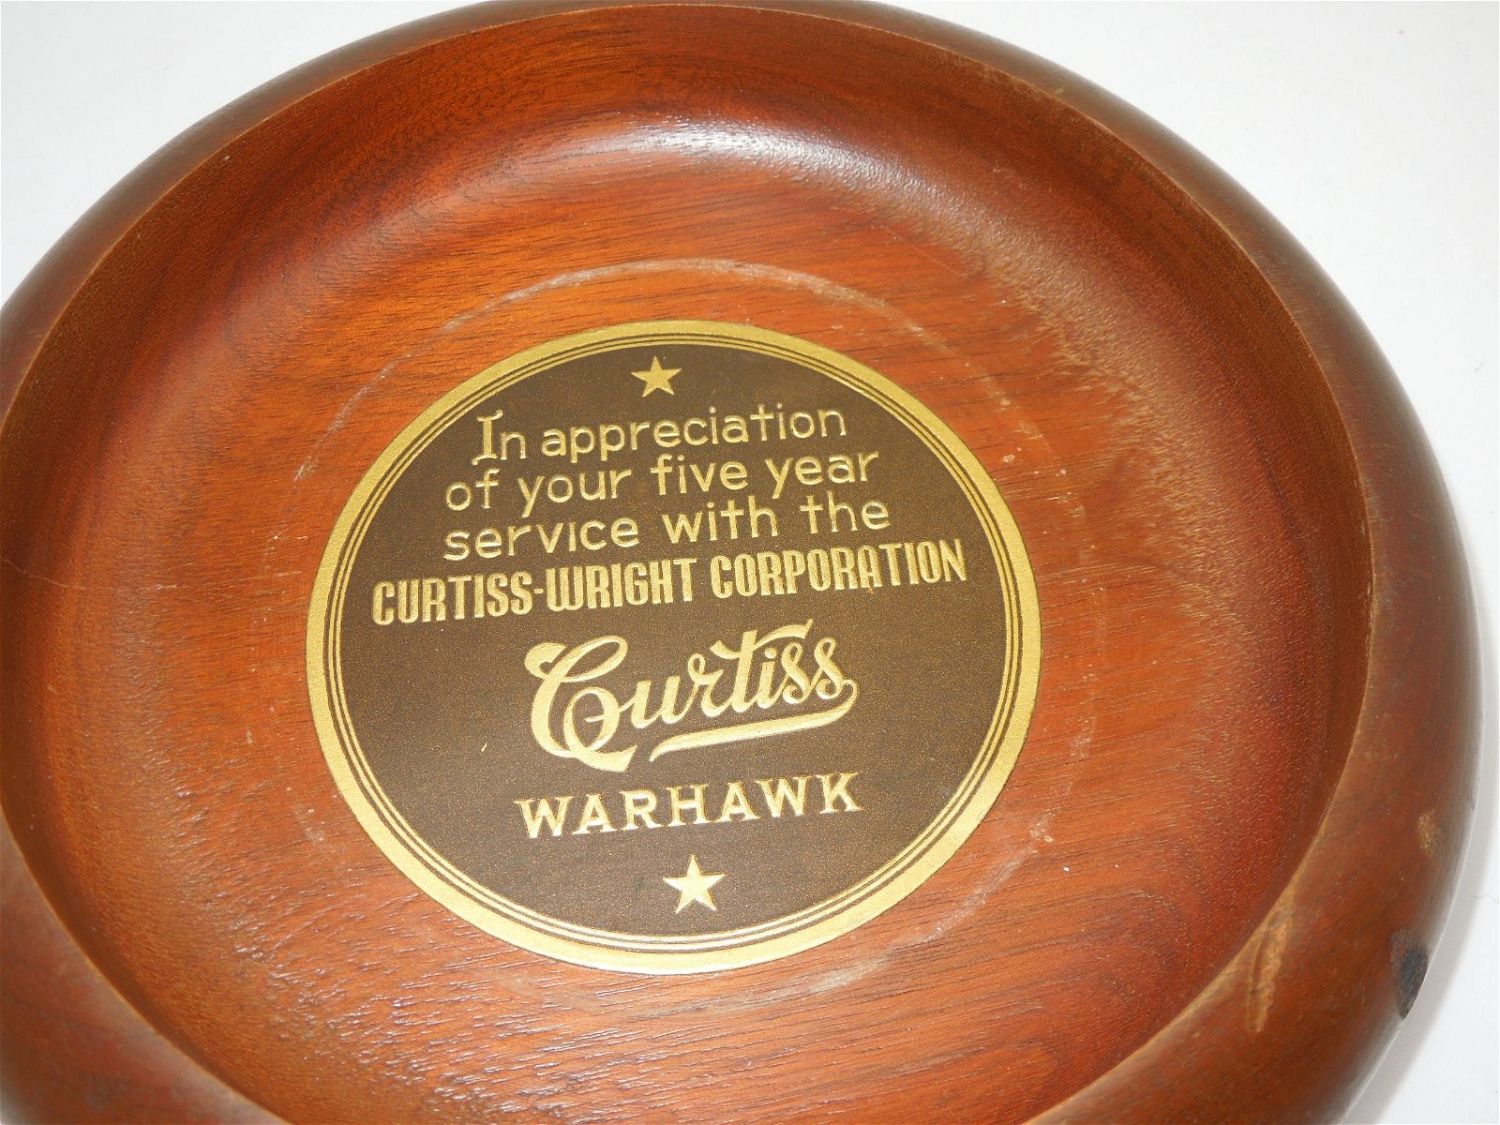 In appreciation
of your five year
service with the
CURTISS-WRIGHT CORPORATION
Curtiss
WARHAWK